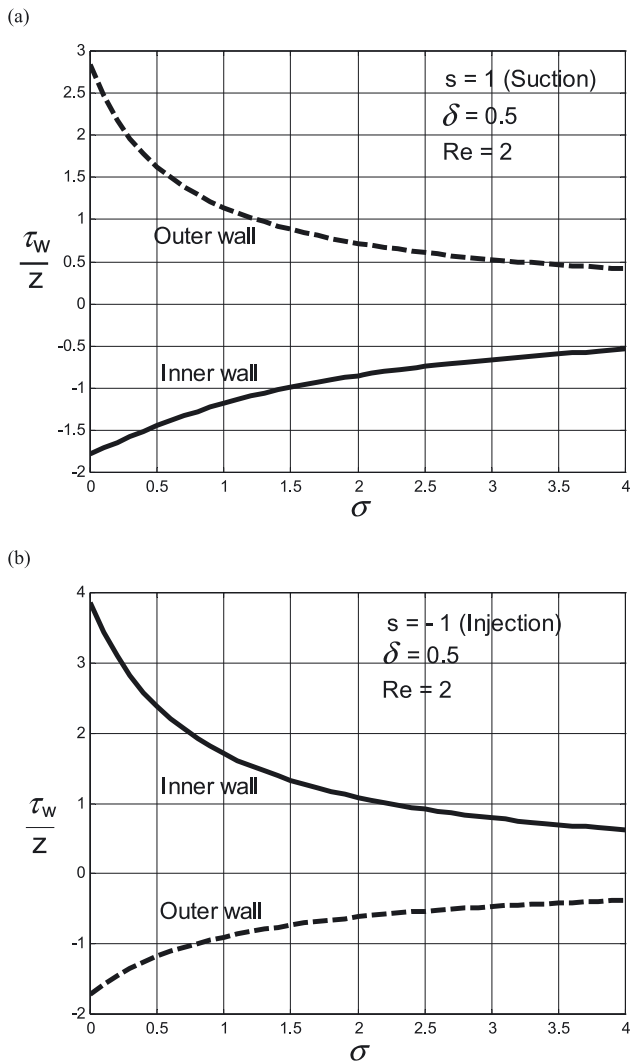 (a)
3
2.5
2
1.5
1
0.5
0
-0.5
-1
-1.5
-2
τw
z
s = 1 (Suction)
δ = 0.5
Re = 2
Outer wall
Inner wall
0 0.5 1 1.5 2 2.5 3 3.5 4
σ
(b)
4
3
2
1
0
-1
-2
τw
z
s = - 1 (Injection)
δ = 0.5
Re = 2
Inner wall
Outer wall
0 0.5 1 1.5 2 2.5 3 3.5 4
σ